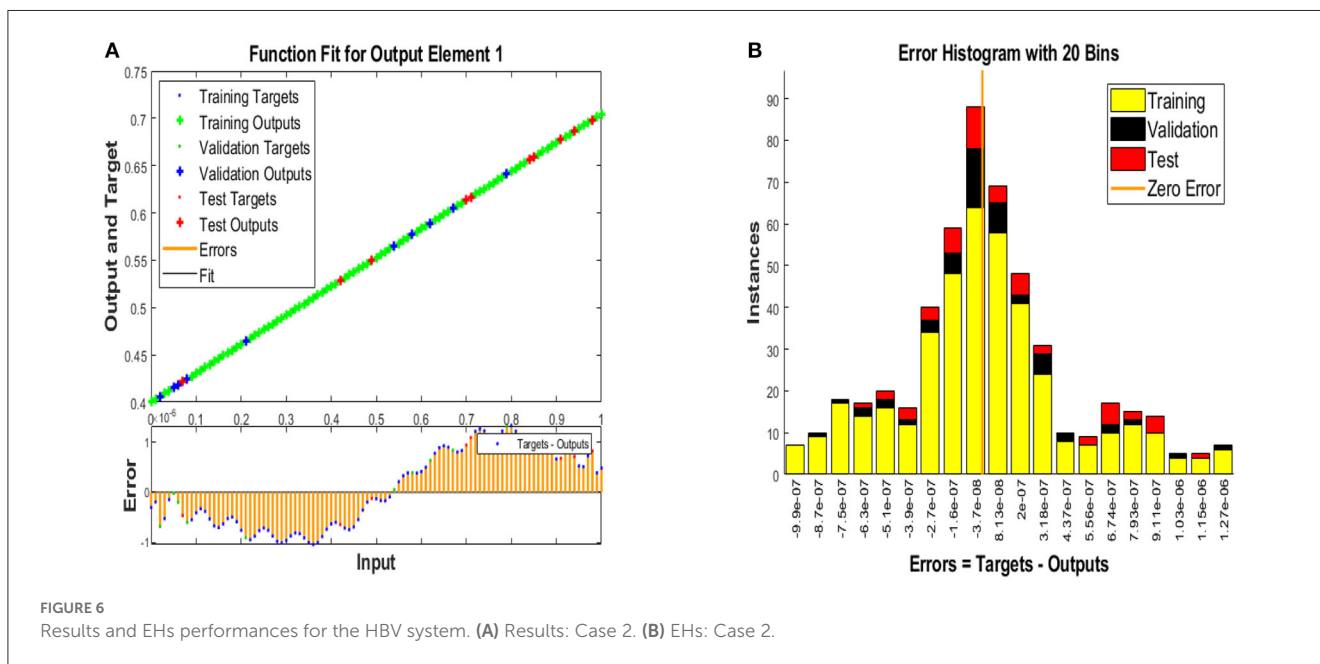 A
Function Fit for Output Element 1
Output and Target
0.75
0.7
0.65
0.6
0.55
0.5
0.45
0.4
Training Targets
Training Outputs
Validation Targets
Validation Outputs
Test Targets
Test Outputs
Errors
Fit
0 ×10-6 0.1 0.2 0.3 0.4 0.5 0.6 0.7 0.8 0.9 1
Error
1
0
-1
Targets - Outputs
Input
B
Error Histogram with 20 Bins
Instances
90
80
70
60
50
40
30
20
10
0
Training
Validation
Test
Zero Error
-9.9e-07
-8.7e-07
-7.5e-07
-6.3e-07
-5.1e-07
-3.9e-07
-2.7e-07
-1.6e-07
-3.7e-08
8.13e-08
2e-07
3.18e-07
4.37e-07
5.56e-07
6.74e-07
7.93e-07
9.11e-07
1.03e-06
1.15e-06
1.27e-06
Errors = Targets - Outputs
FIGURE 6
Results and EHs performances for the HBV system. (A) Results: Case 2. (B) EHs: Case 2.